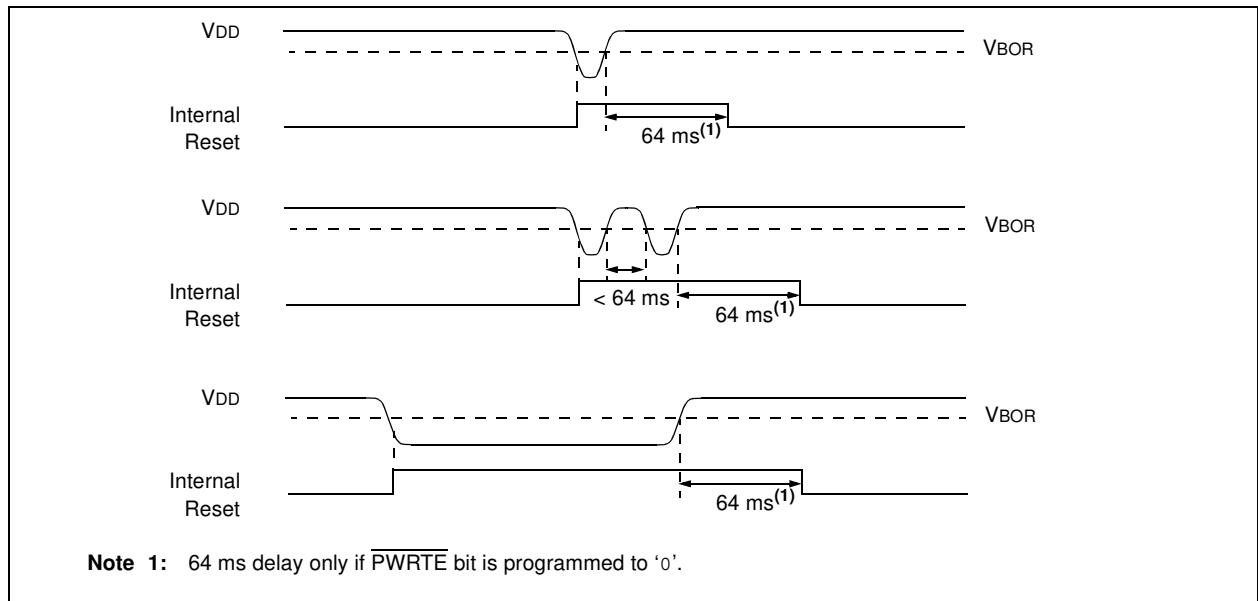 VDD
VBOR
Internal
Reset
64 ms(1)
VDD
VBOR
Internal
Reset
< 64 ms
64 ms(1)
VDD
VBOR
Internal
Reset
64 ms(1)
Note 1: 64 ms delay only if PWRTE bit is programmed to ‘0’.